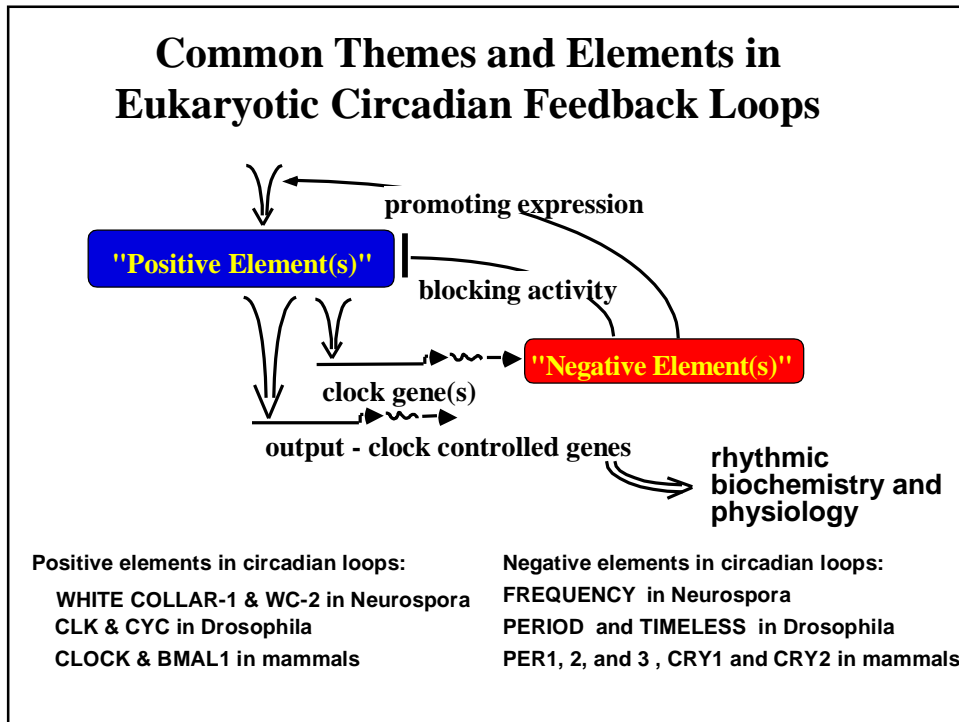 Common Themes and Elements in
Eukaryotic Circadian Feedback Loops
promoting expression
"Positive Element(s)"
blocking activity
"Negative Element(s)"
clock gene(s)
output - clock controlled genes
rhythmic
biochemistry and
physiology
Positive elements in circadian loops:
WHITE COLLAR-1 & WC-2 in Neurospora
CLK & CYC in Drosophila
CLOCK & BMAL1 in mammals
Negative elements in circadian loops:
FREQUENCY in Neurospora
PERIOD and TIMELESS in Drosophila
PER1, 2, and 3 , CRY1 and CRY2 in mammals